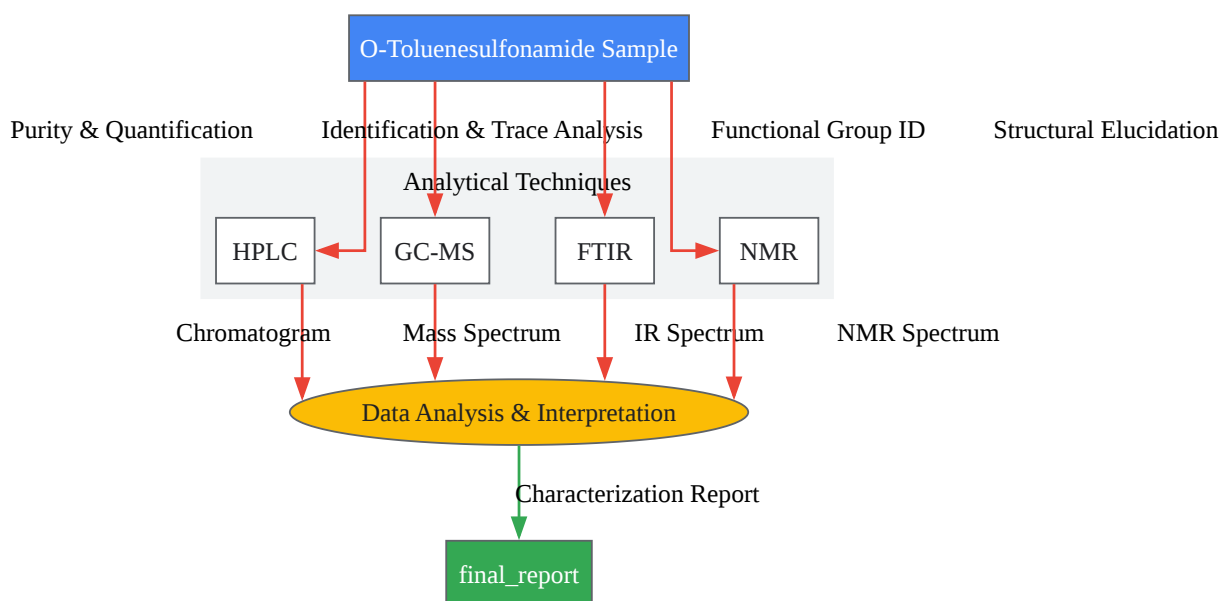 O-Toluenesulfonamide Sample
Purity & Quantification
Identification & Trace Analysis
Functional Group ID
Structural Elucidation
Analytical Techniques
HPLC
GC-MS
FTIR
NMR
Chromatogram
Mass Spectrum
IR Spectrum
NMR Spectrum
Data Analysis & Interpretation
Characterization Report
final_report